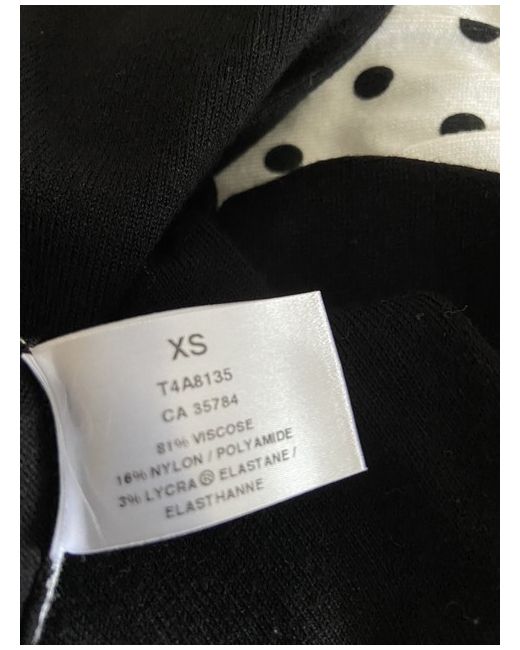 XS
T4A8135
CA 35784
81% VISCOSE
16% NYLON / POLYAMIDE
3% LYCRA ® ELASTANE /
ELASTHANNE